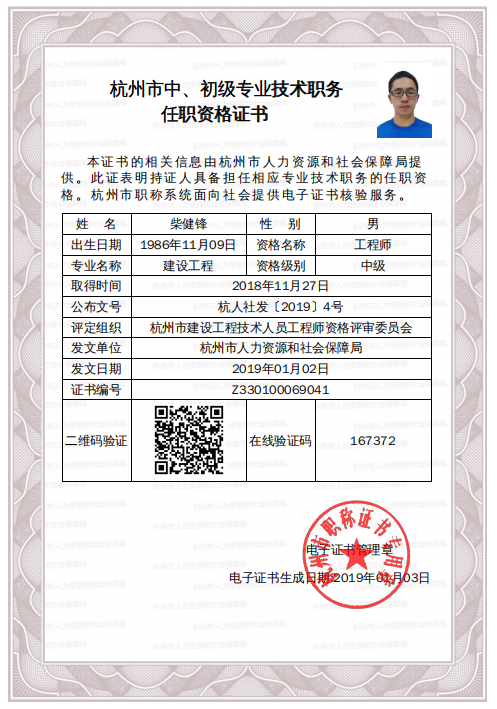 杭州市中、初级专业技术职务
任职资格证书
本证书的相关信息由杭州市人力资源和社会保障局提
供。此证表明持证人具备担任相应专业技术职务的任职资
格。杭州市职称系统面向社会提供电子证书核验服务。
姓 名 柴健锋 性 别 男
出生日期 1986年11月09日 资格名称 工程师
专业名称 建设工程 资格级别 中级
取得时间 2018年11月27日
公布文号 杭人社发〔2019〕4号
评定组织 杭州市建设工程技术人员工程师资格评审委员会
发文单位 杭州市人力资源和社会保障局
发文日期 2019年01月02日
证书编号 Z330100069041
二维码验证 在线验证码 167372
杭州市职称证书专用章
电子证书管理章
电子证书生成日期:2019年01月03日